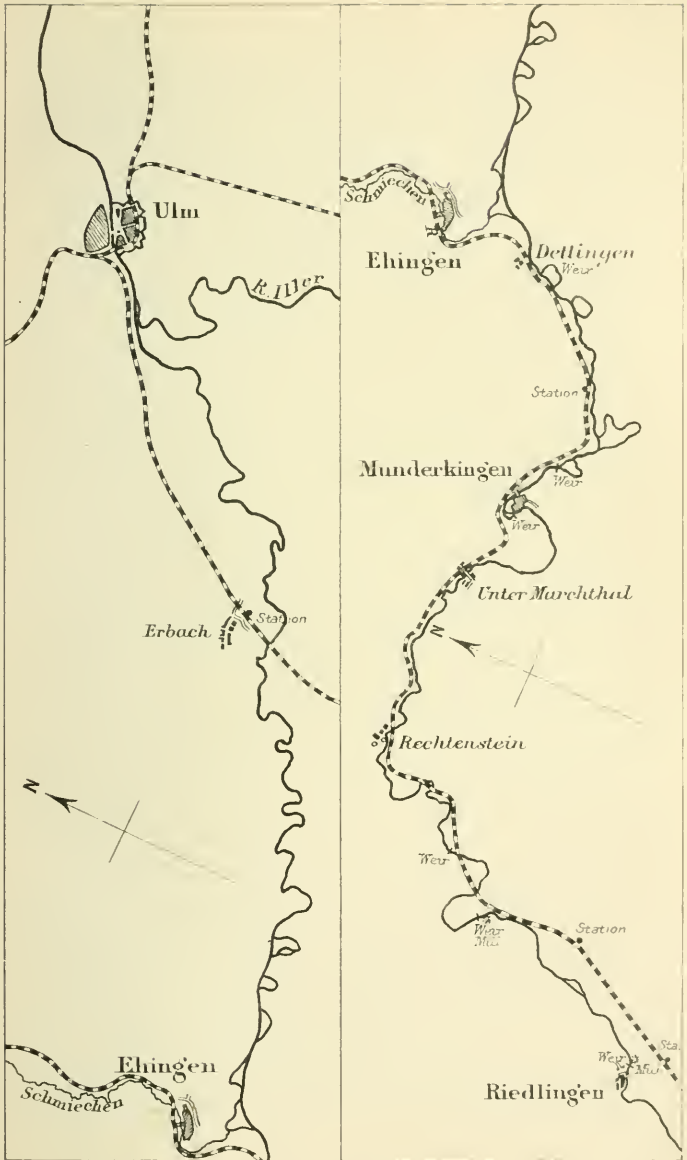 Ulm
R. Iller
Station
Erbach
N
Ehingen
Schmiechen
Schmiechen
Ehingen
Dettingen
Weir
Station
Munderkingen
Weir
Weir
Unter Marchthal
N
Rechtenstein
Weir
Weir
Mill
Station
Sta.
Weir
Riedlingen